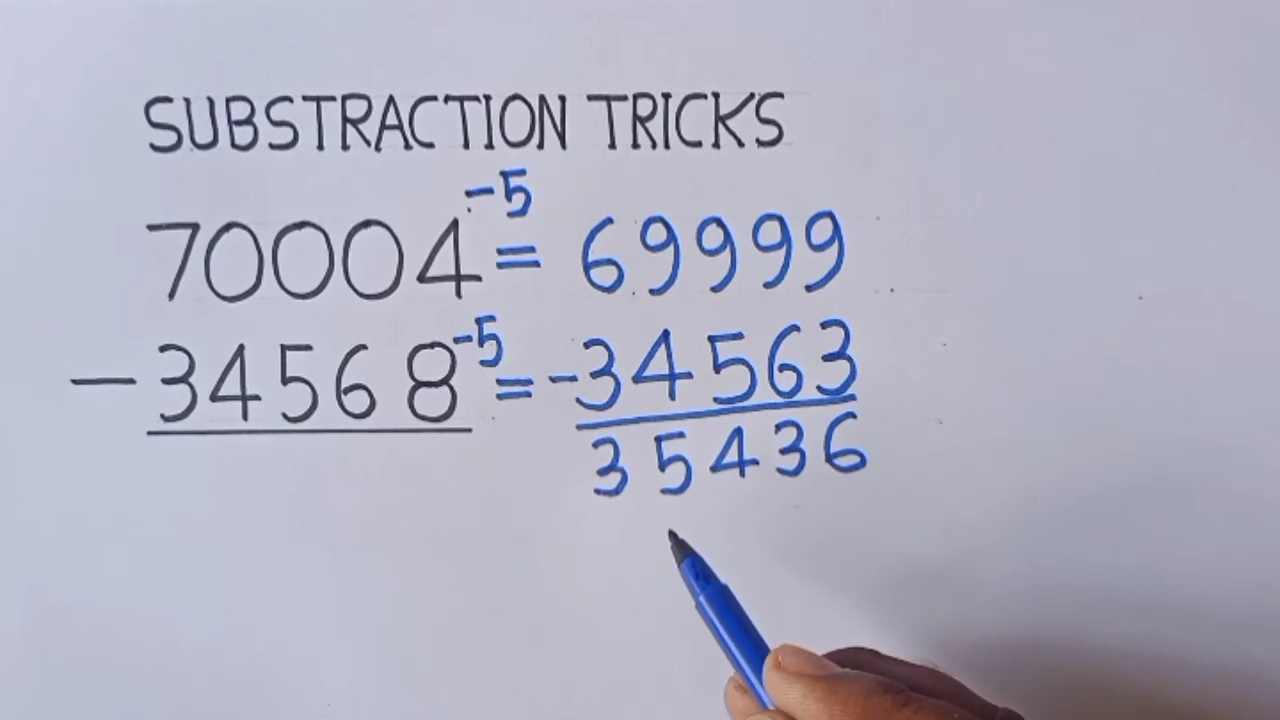 SUBSTRACTION TRICKS
70004 -5 = 69999
-34568 -5 = -34563
35436